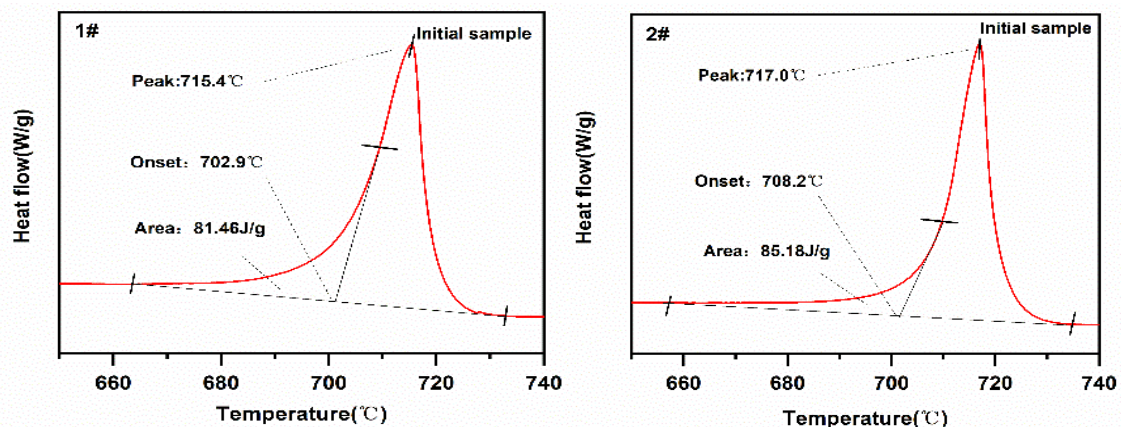 1#
Initial sample
Peak:715.4℃
Onset：702.9℃
Area：81.46J/g
Heat flow(W/g)
660 680 700 720 740
Temperature(℃)
2#
Initial sample
Peak:717.0℃
Onset：708.2℃
Area：85.18J/g
Heat flow(W/g)
660 680 700 720 740
Temperature(℃)